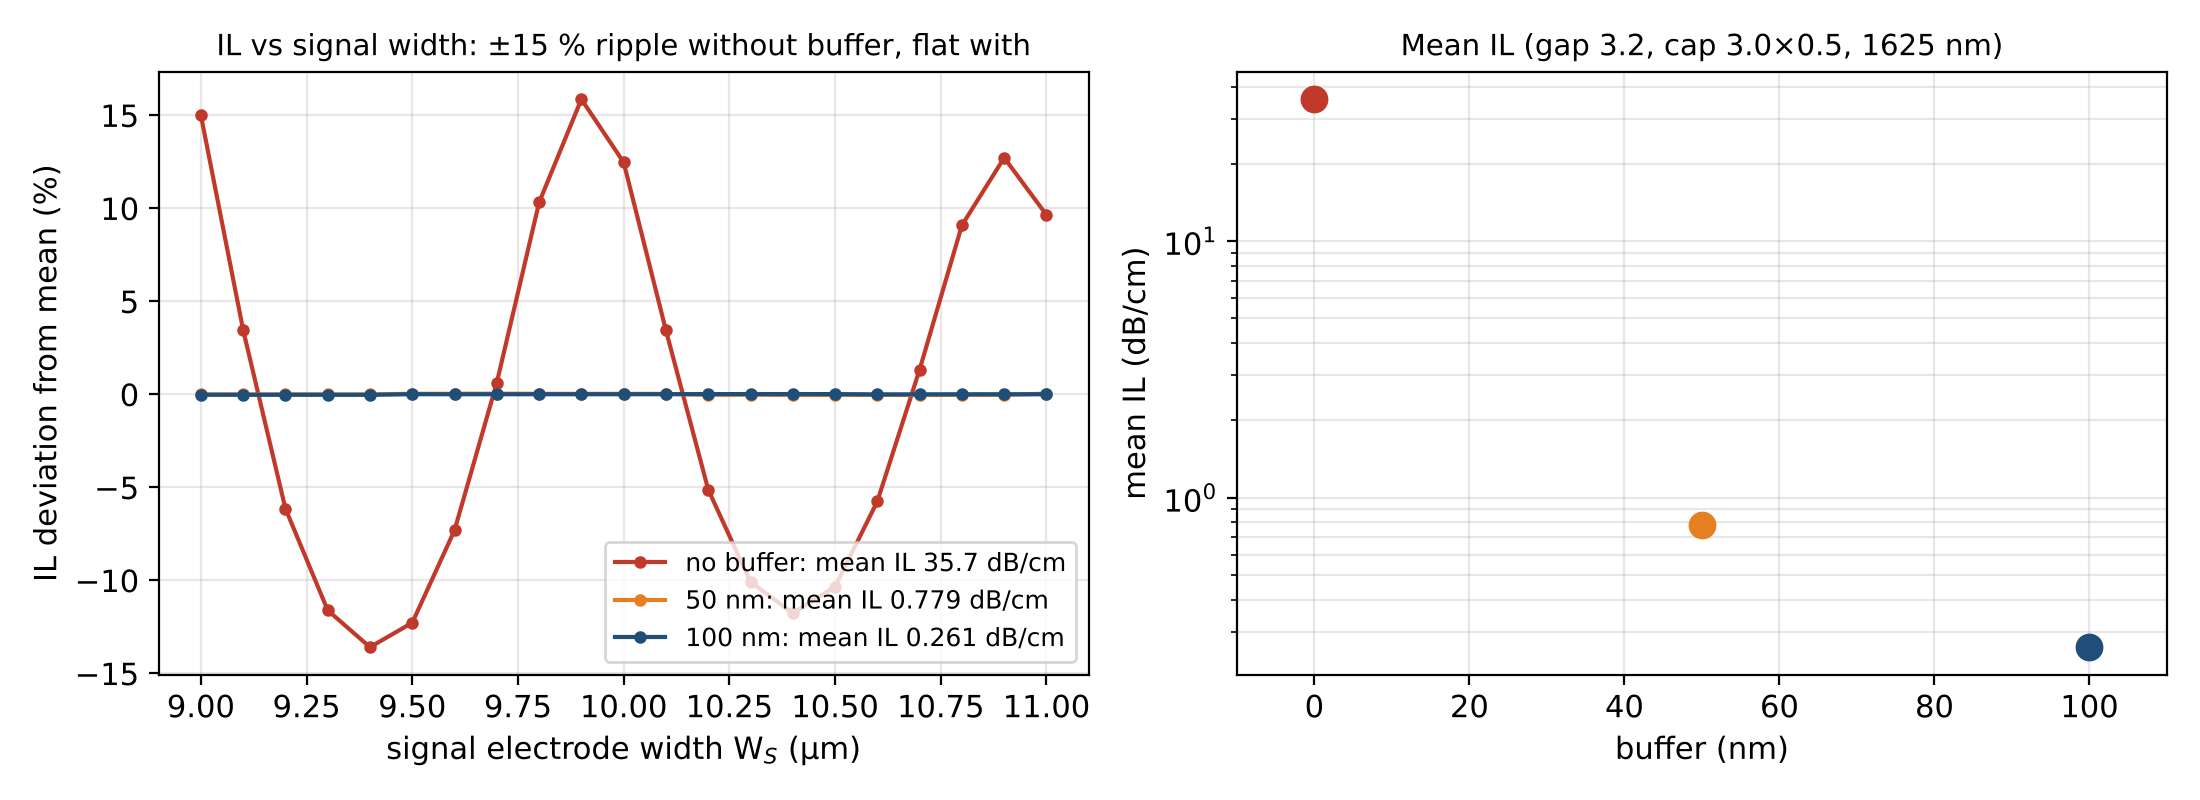 IL vs signal width: ±15 % ripple without buffer, flat with
IL deviation from mean (%)
15
10
5
0
−5
−10
−15
no buffer: mean IL 35.7 dB/cm
50 nm: mean IL 0.779 dB/cm
100 nm: mean IL 0.261 dB/cm
9.00 9.25 9.50 9.75 10.00 10.25 10.50 10.75 11.00
signal electrode width W_S (µm)
Mean IL (gap 3.2, cap 3.0×0.5, 1625 nm)
mean IL (dB/cm)
10¹
10⁰
0 20 40 60 80 100
buffer (nm)